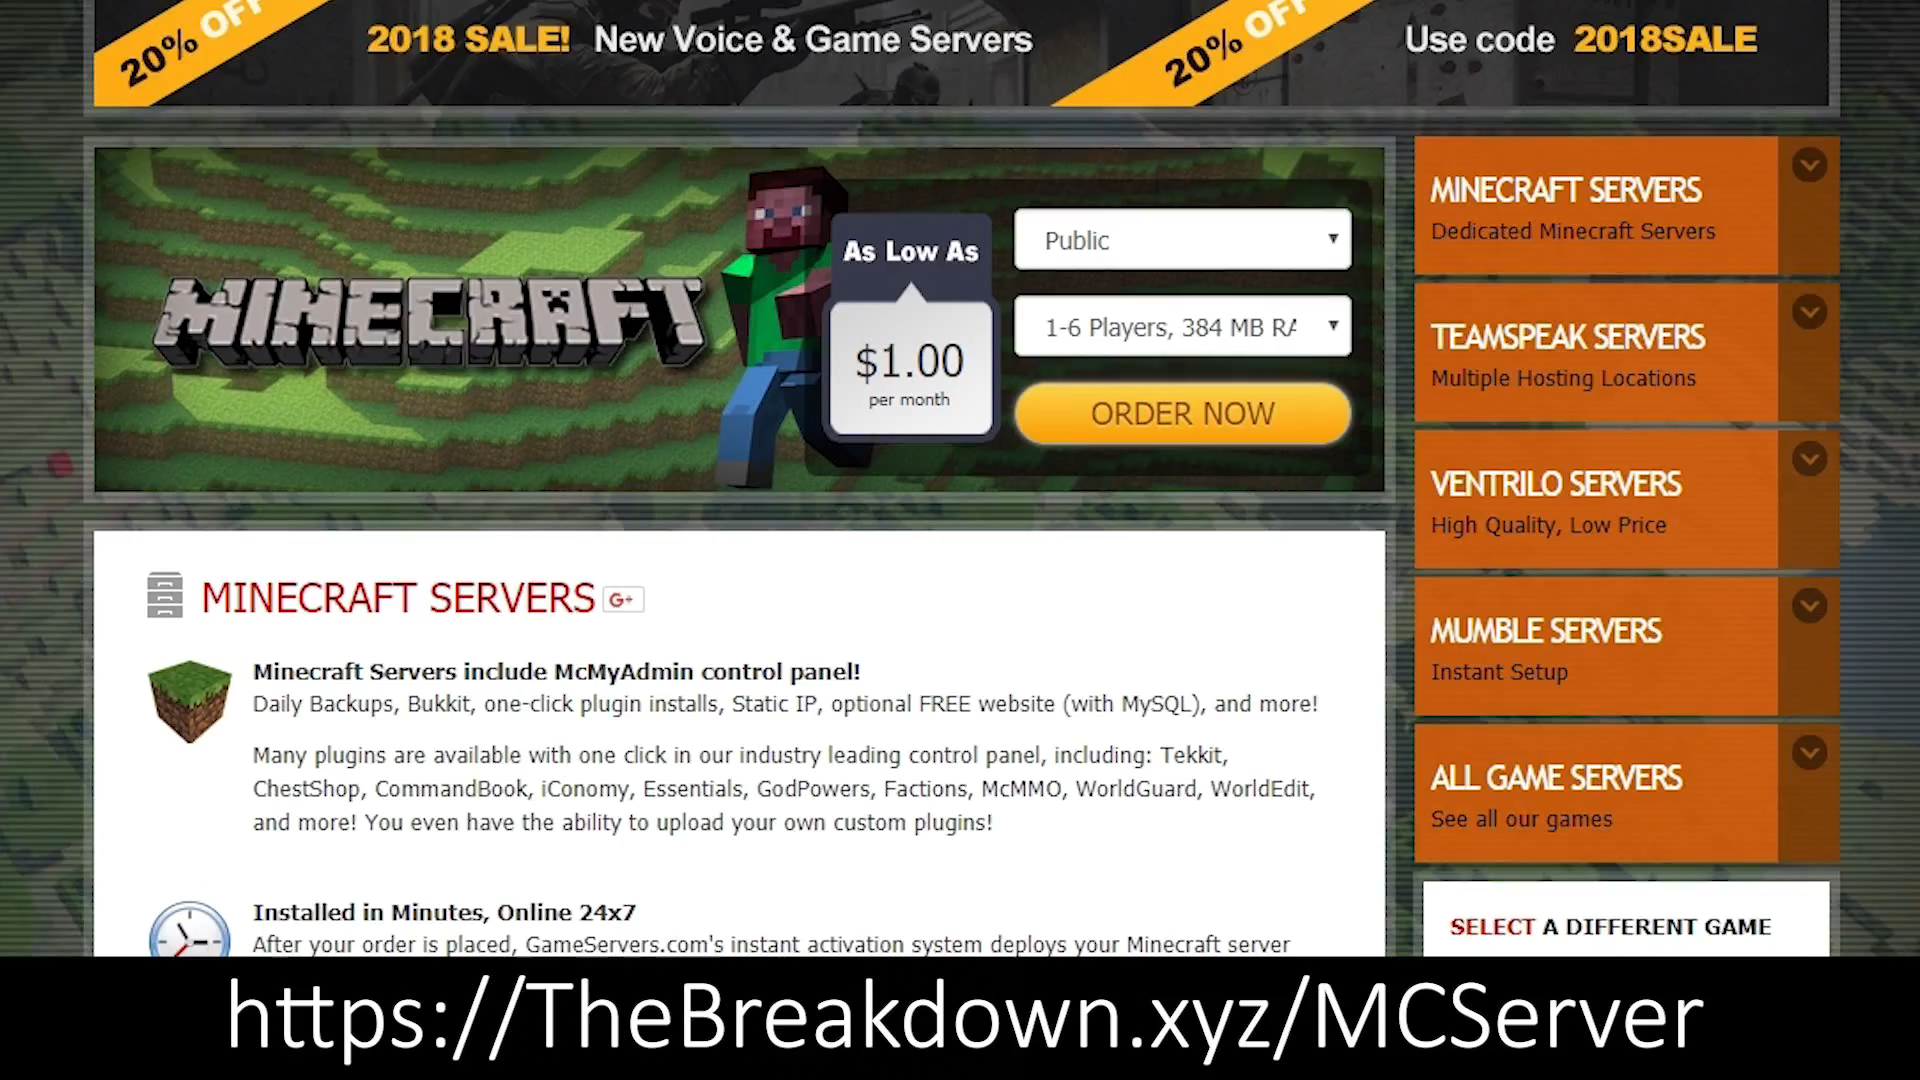 20% OFF
2018 SALE! New Voice & Game Servers
20% OFF
Use code 2018SALE
MINECRAFT
As Low As
$1.00
per month
Public
1-6 Players, 384 MB RA
ORDER NOW
MINECRAFT SERVERS
Dedicated Minecraft Servers
TEAMSPEAK SERVERS
Multiple Hosting Locations
VENTRILO SERVERS
High Quality, Low Price
MUMBLE SERVERS
Instant Setup
ALL GAME SERVERS
See all our games
SELECT A DIFFERENT GAME
MINECRAFT SERVERS G+
Minecraft Servers include McMyAdmin control panel!
Daily Backups, Bukkit, one-click plugin installs, Static IP, optional FREE website (with MySQL), and more!
Many plugins are available with one click in our industry leading control panel, including: Tekkit,
ChestShop, CommandBook, iConomy, Essentials, GodPowers, Factions, McMMO, WorldGuard, WorldEdit,
and more! You even have the ability to upload your own custom plugins!
Installed in Minutes, Online 24x7
After your order is placed, GameServers.com's instant activation system deploys your Minecraft server
https://TheBreakdown.xyz/MCServer